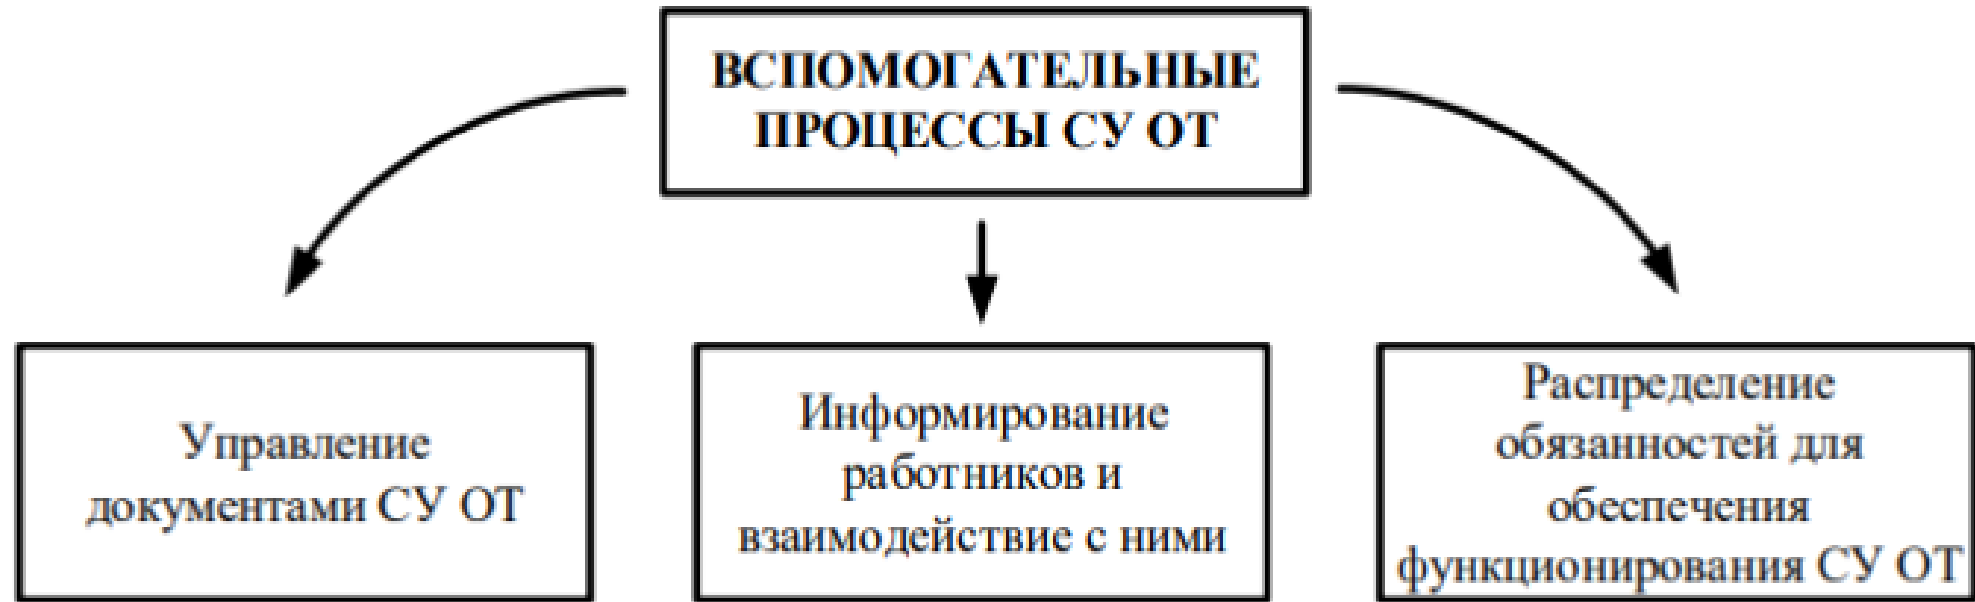 ВСПОМОГАТЕЛЬНЫЕ
ПРОЦЕССЫ СУ ОТ
Управление
документами СУ ОТ
Информирование
работников и
взаимодействие с ними
Распределение
обязанностей для
обеспечения
функционирования СУ ОТ